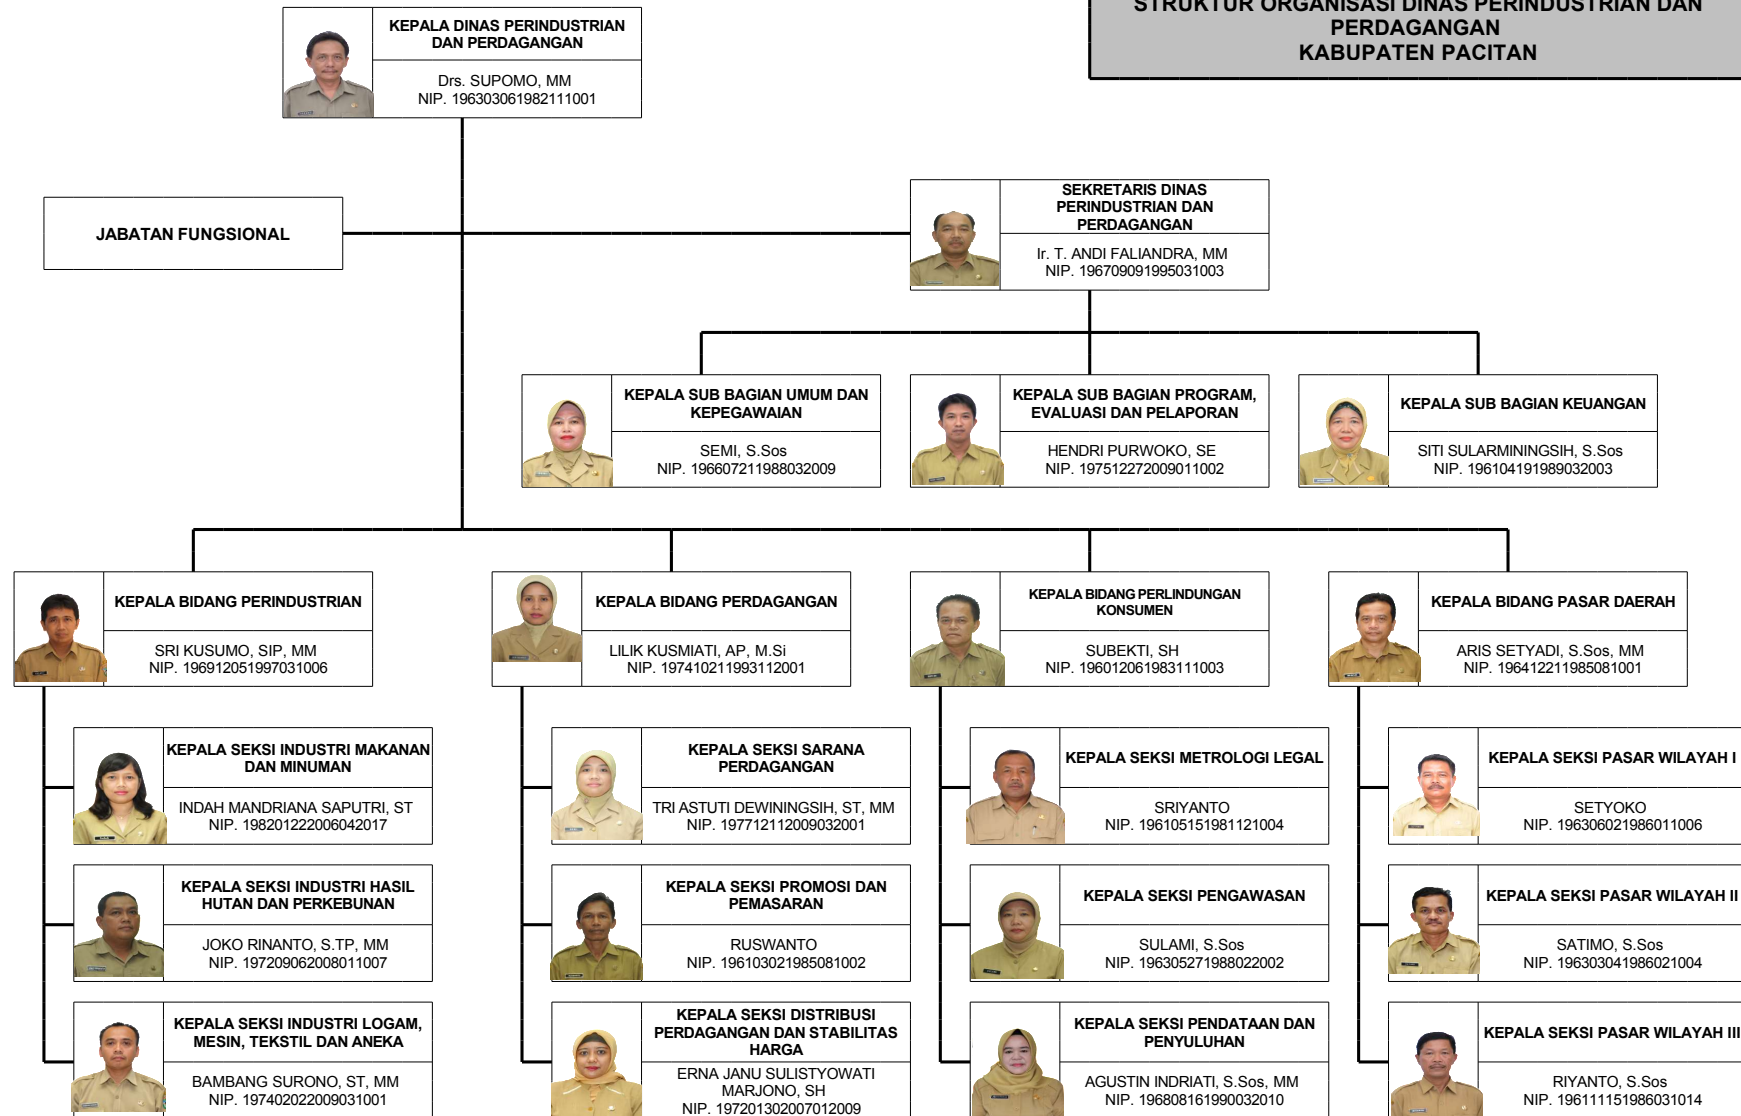 STRUKTUR ORGANISASI DINAS PERINDUSTRIAN DAN
PERDAGANGAN
KABUPATEN PACITAN
KEPALA DINAS PERINDUSTRIAN
DAN PERDAGANGAN
Drs. SUPOMO, MM
NIP. 196303061982111001
JABATAN FUNGSIONAL
SEKRETARIS DINAS
PERINDUSTRIAN DAN
PERDAGANGAN
Ir. T. ANDI FALIANDRA, MM
NIP. 196709091995031003
KEPALA SUB BAGIAN UMUM DAN
KEPEGAWAIAN
SEMI, S.Sos
NIP. 196607211988032009
KEPALA SUB BAGIAN PROGRAM,
EVALUASI DAN PELAPORAN
HENDRI PURWOKO, SE
NIP. 197512272009011002
KEPALA SUB BAGIAN KEUANGAN
SITI SULARMININGSIH, S.Sos
NIP. 196104191989032003
KEPALA BIDANG PERINDUSTRIAN
SRI KUSUMO, SIP, MM
NIP. 196912051997031006
KEPALA BIDANG PERDAGANGAN
LILIK KUSMIATI, AP, M.Si
NIP. 197410211993112001
KEPALA BIDANG PERLINDUNGAN
KONSUMEN
SUBEKTI, SH
NIP. 196012061983111003
KEPALA BIDANG PASAR DAERAH
ARIS SETYADI, S.Sos, MM
NIP. 196412211985081001
KEPALA SEKSI INDUSTRI MAKANAN
DAN MINUMAN
INDAH MANDRIANA SAPUTRI, ST
NIP. 198201222006042017
KEPALA SEKSI SARANA
PERDAGANGAN
TRI ASTUTI DEWININGSIH, ST, MM
NIP. 197712112009032001
KEPALA SEKSI METROLOGI LEGAL
SRIYANTO
NIP. 196105151981121004
KEPALA SEKSI PASAR WILAYAH I
SETYOKO
NIP. 196306021986011006
KEPALA SEKSI INDUSTRI HASIL
HUTAN DAN PERKEBUNAN
JOKO RINANTO, S.TP, MM
NIP. 197209062008011007
KEPALA SEKSI PROMOSI DAN
PEMASARAN
RUSWANTO
NIP. 196103021985081002
KEPALA SEKSI PENGAWASAN
SULAMI, S.Sos
NIP. 196305271988022002
KEPALA SEKSI PASAR WILAYAH II
SATIMO, S.Sos
NIP. 196303041986021004
KEPALA SEKSI INDUSTRI LOGAM,
MESIN, TEKSTIL DAN ANEKA
BAMBANG SURONO, ST, MM
NIP. 197402022009031001
KEPALA SEKSI DISTRIBUSI
PERDAGANGAN DAN STABILITAS
HARGA
ERNA JANU SULISTYOWATI
MARJONO, SH
NIP. 197201302007012009
KEPALA SEKSI PENDATAAN DAN
PENYULUHAN
AGUSTIN INDRIATI, S.Sos, MM
NIP. 196808161990032010
KEPALA SEKSI PASAR WILAYAH III
RIYANTO, S.Sos
NIP. 196111151986031014